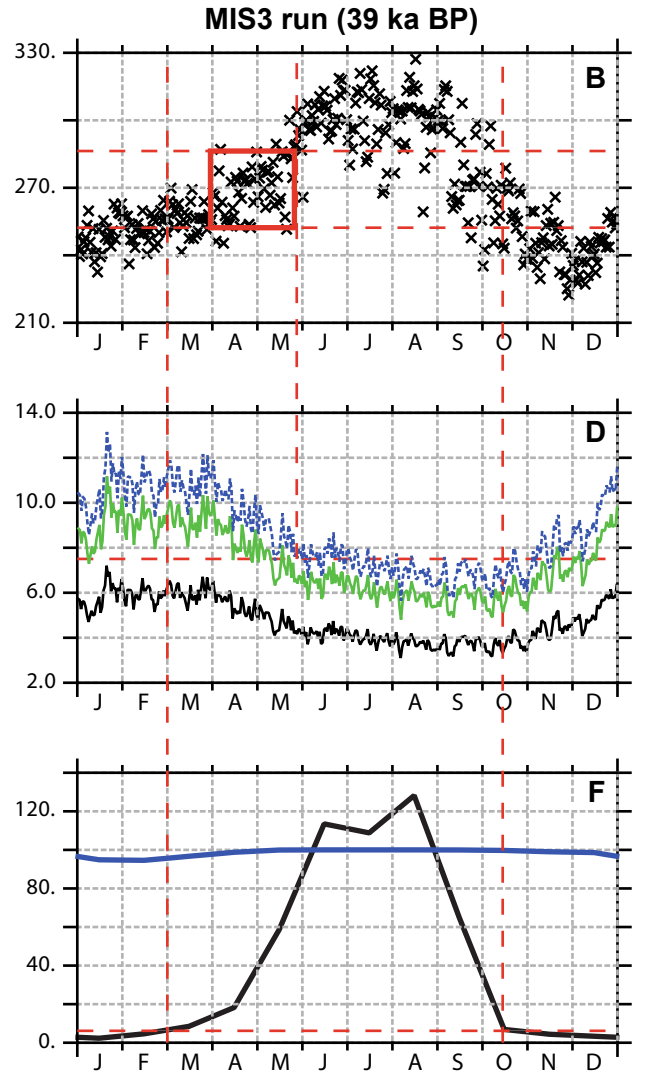 MIS3 run (39 ka BP)
330.
B
270.
210.
J F M A M J J A S O N D
14.0
D
10.0
6.0
2.0
J F M A M J J A S O N D
F
120.
80.
40.
0.
J F M A M J J A S O N D